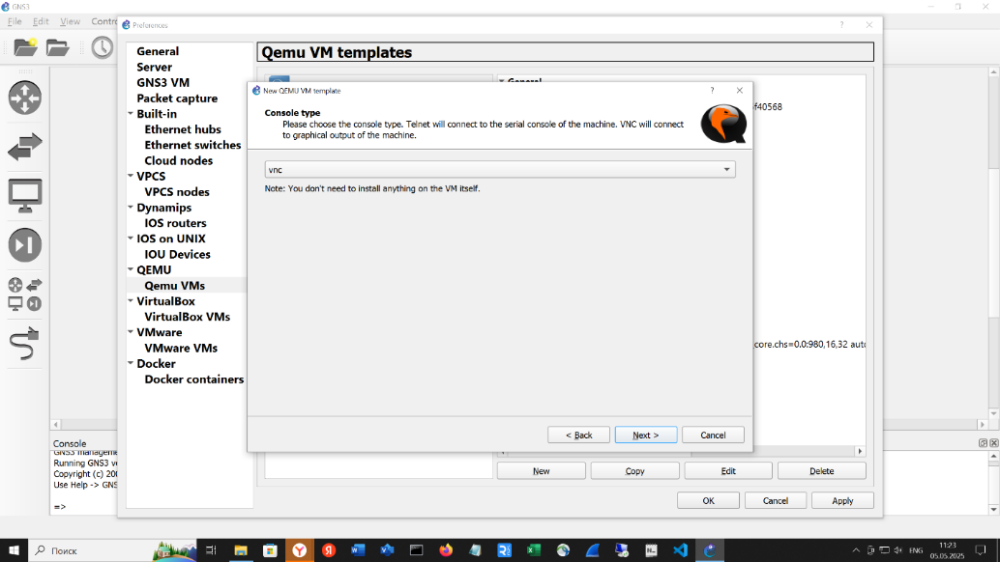 GNS3
File Edit View Contro
Preferences
General
Server
GNS3 VM
Packet capture
Built-in
Ethernet hubs
Ethernet switches
Cloud nodes
VPCS
VPCS nodes
Dynamips
IOS routers
IOS on UNIX
IOU Devices
QEMU
Qemu VMs
VirtualBox
VirtualBox VMs
VMware
VMware VMs
Docker
Docker containers
Qemu VM templates
General
f40568
core.chs=0.0:980,16,32 auto
New QEMU VM template
Console type
Please choose the console type. Telnet will connect to the serial console of the machine. VNC will connect
to graphical output of the machine.
vnc
Note: You don't need to install anything on the VM itself.
< Back Next > Cancel
New Copy Edit Delete
OK Cancel Apply
Console
GNS3 manageme
Running GNS3 ve
Copyright (c) 200
Use Help -> GNS
=>
Поиск
ENG
11:23
05.05.2025